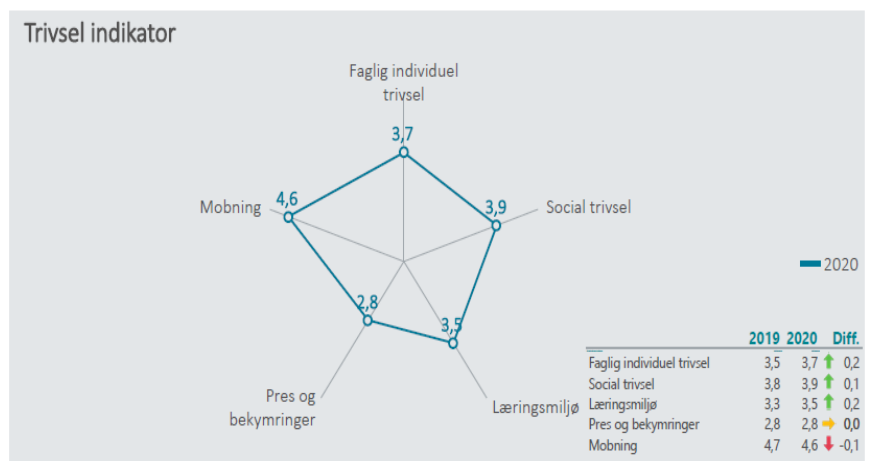 Trivsel indikator
Faglig individuel
trivsel
3,7
Mobning
4,6
3,9
Social trivsel
2020
2,8
3,5
Pres og
bekymringer
Læringsmiljø
2019 2020 Diff.
Faglig individuel trivsel 3,5 3,7 0,2
Social trivsel 3,8 3,9 0,1
Læringsmiljø 3,3 3,5 0,2
Pres og bekymringer 2,8 2,8 0,0
Mobning 4,7 4,6 -0,1